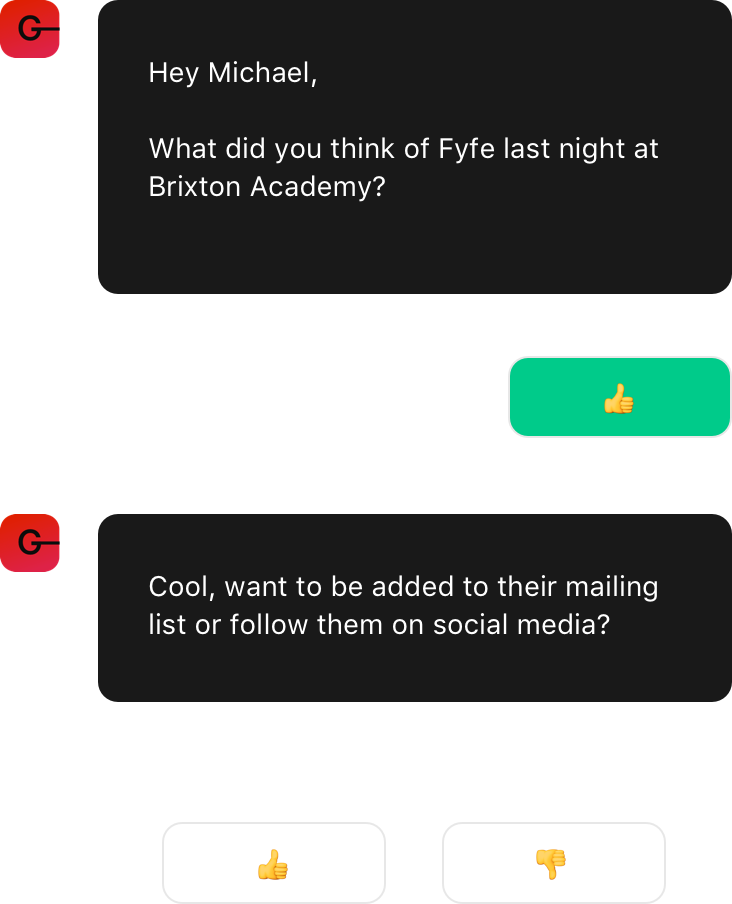 G
Hey Michael,
What did you think of Fyfe last night at
Brixton Academy?
👍
G
Cool, want to be added to their mailing
list or follow them on social media?
👍 👎